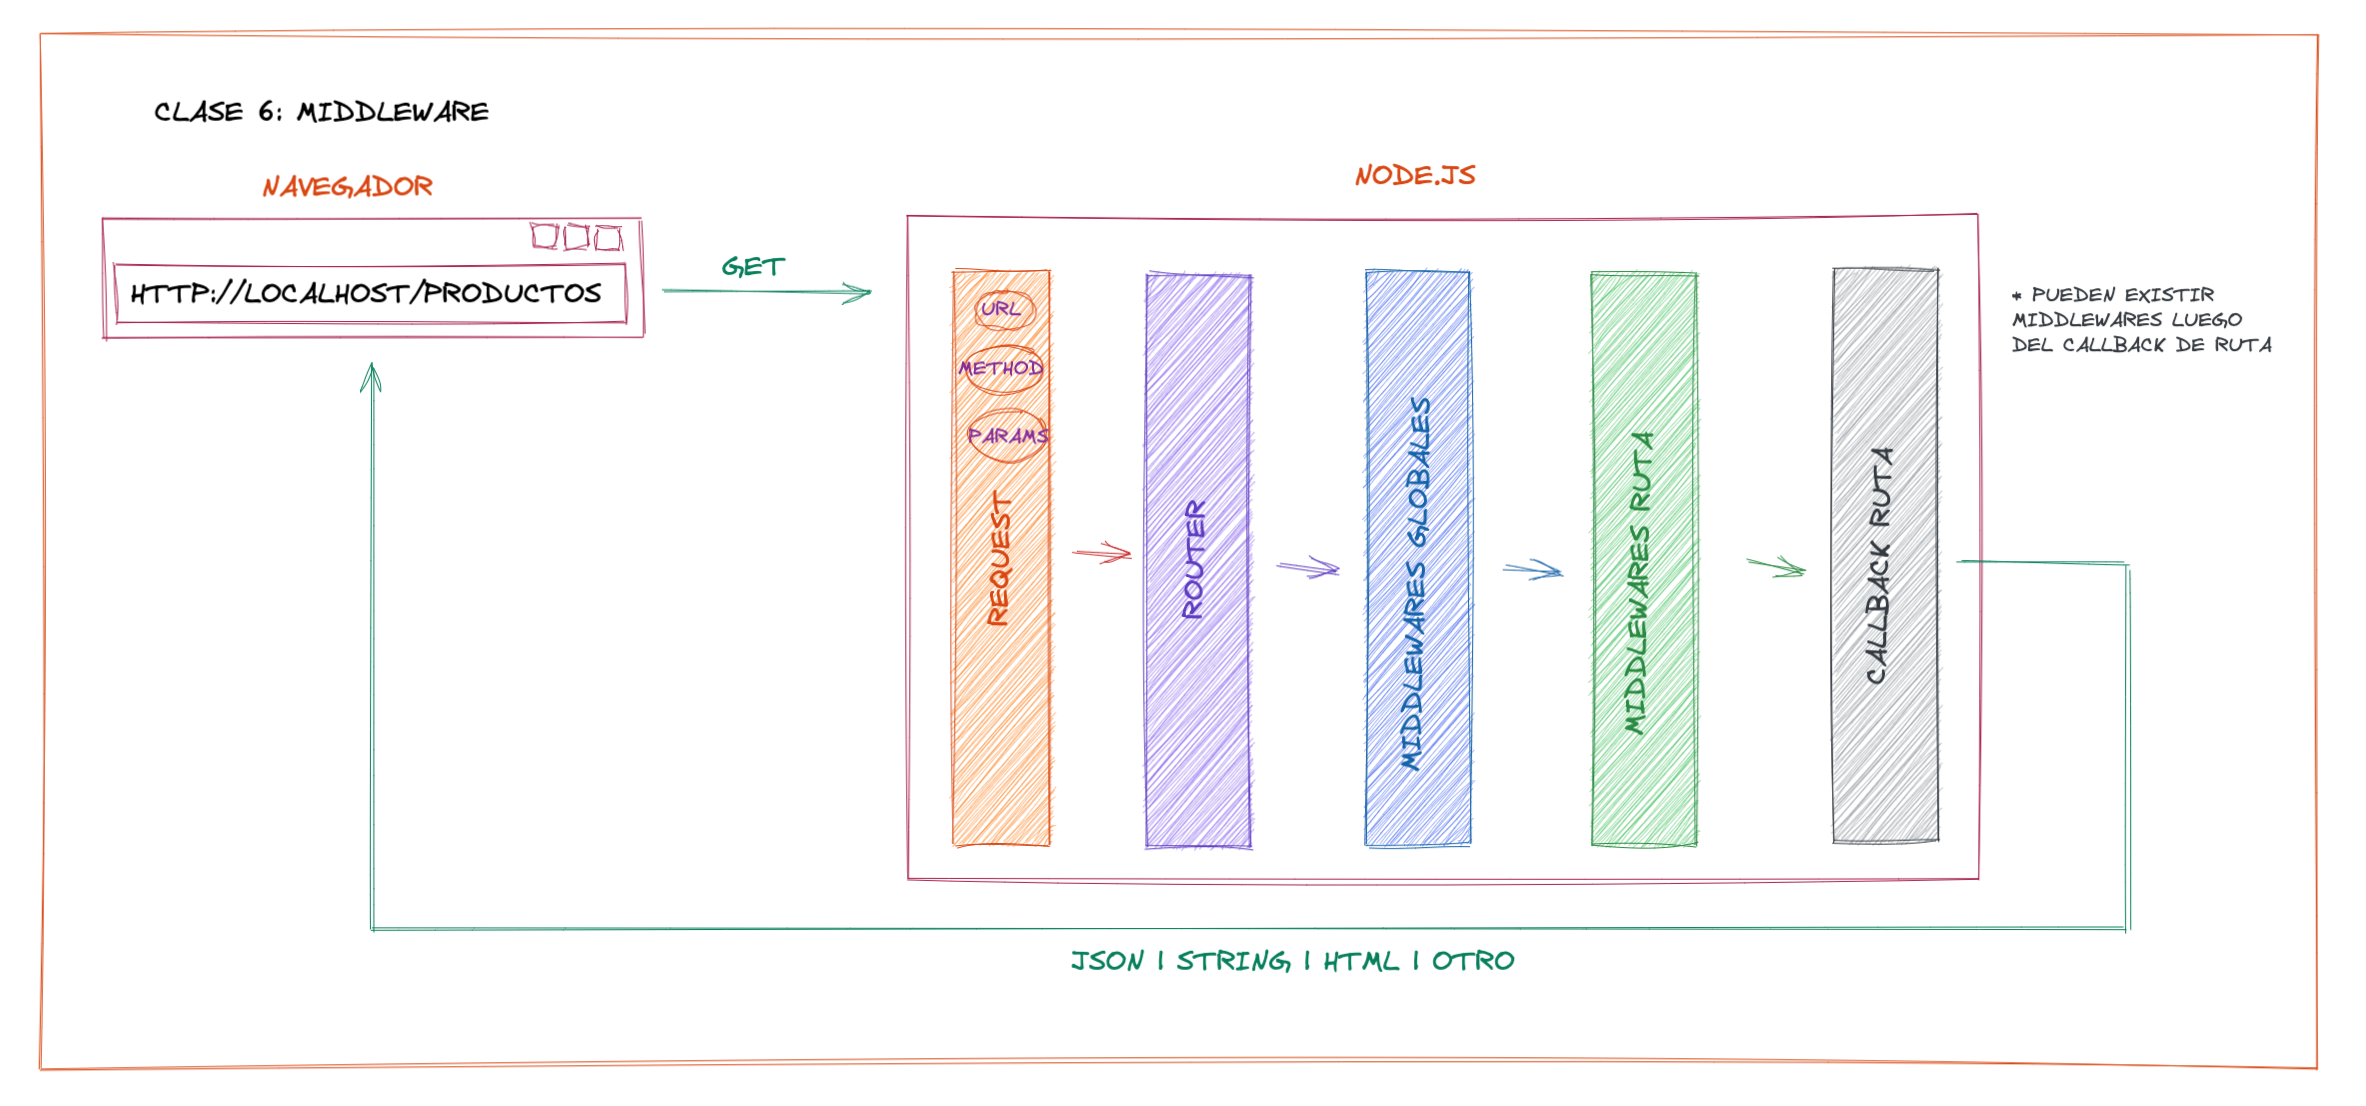 CLASE 6: MIDDLEWARE
NAVEGADOR
HTTP://LOCALHOST/PRODUCTOS
GET
NODE.JS
URL
METHOD
PARAMS
REQUEST
ROUTER
MIDDLEWARES GLOBALES
MIDDLEWARES RUTA
CALLBACK RUTA
* PUEDEN EXISTIR
MIDDLEWARES LUEGO
DEL CALLBACK DE RUTA
JSON | STRING | HTML | OTRO